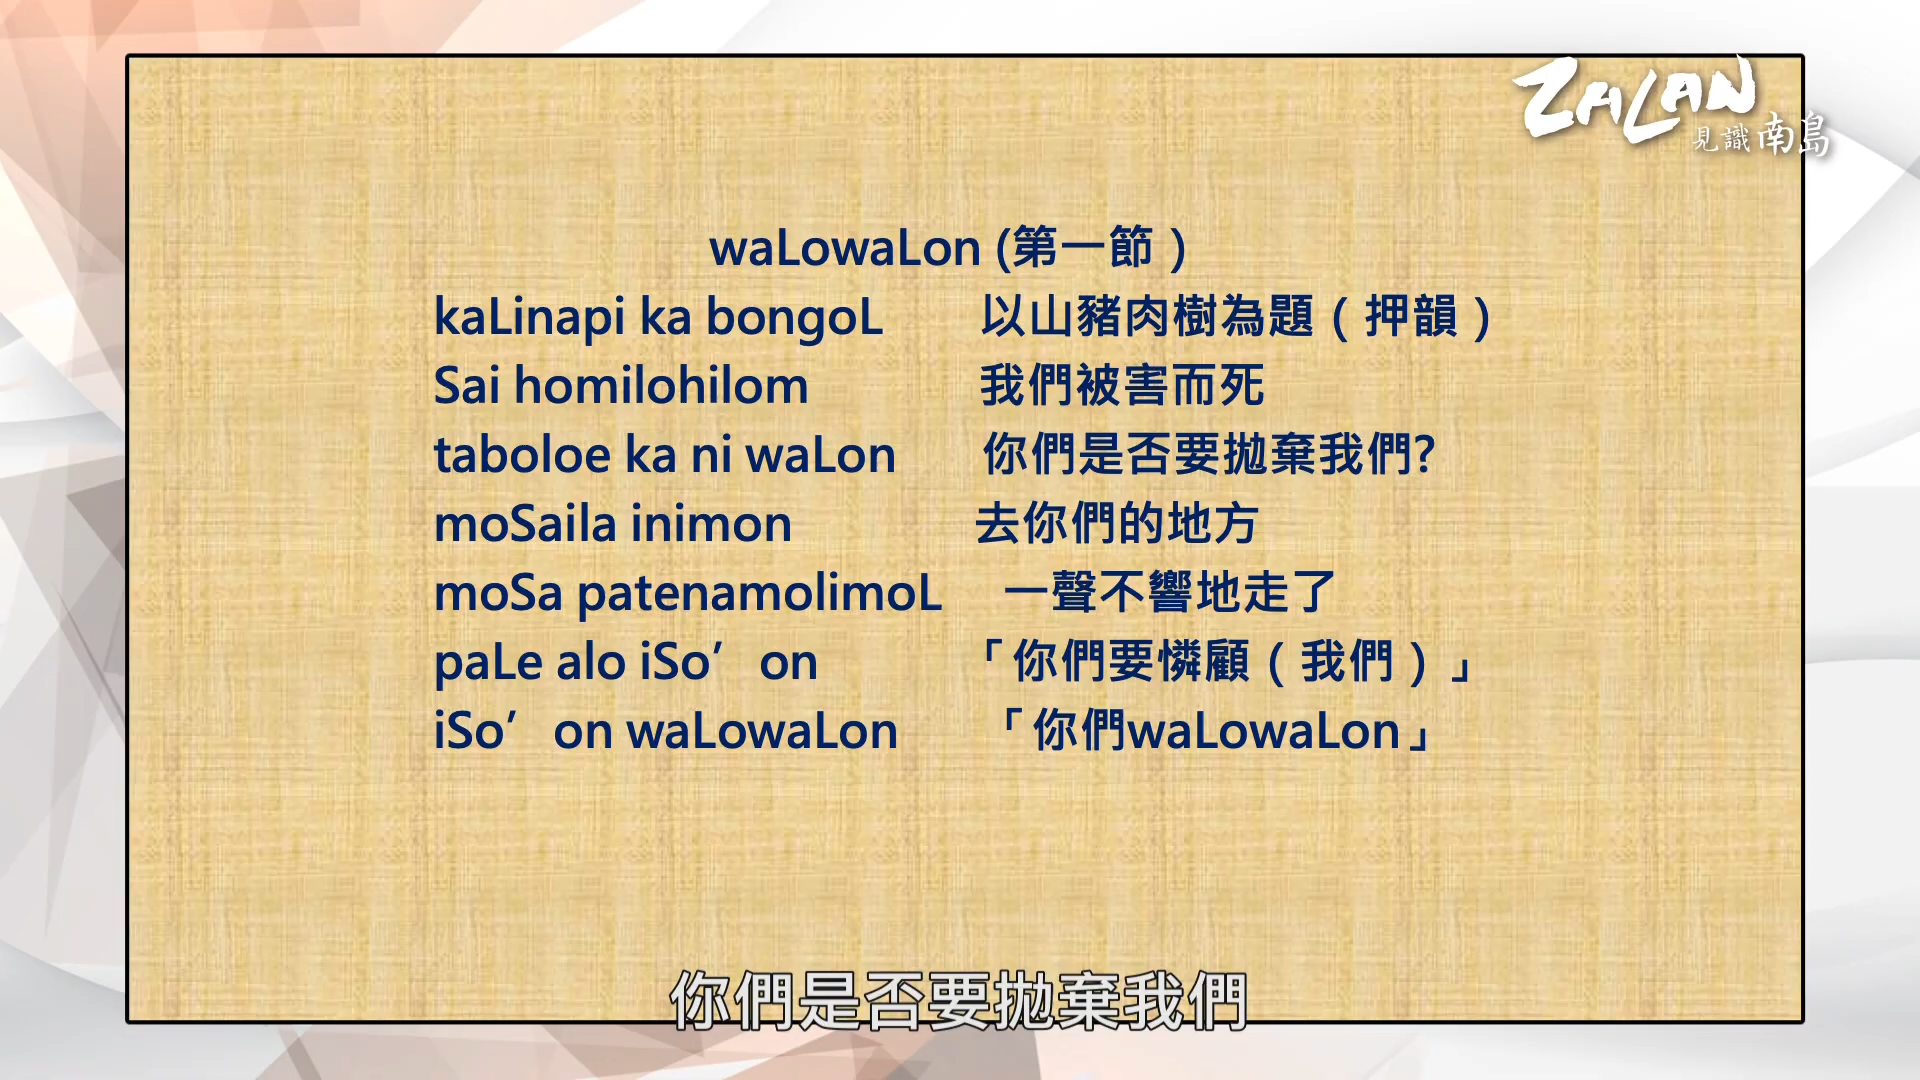 ZALAN
見識南島
waLowaLon (第一節）
kaLinapi ka bongoL 以山豬肉樹為題（押韻）
Sai homilohilom 我們被害而死
taboloe ka ni waLon 你們是否要拋棄我們?
moSaila inimon 去你們的地方
moSa patenamolimoL 一聲不響地走了
paLe alo iSo’on 「你們要憐顧（我們）」
iSo’on waLowaLon 「你們waLowaLon」
你們是否要拋棄我們